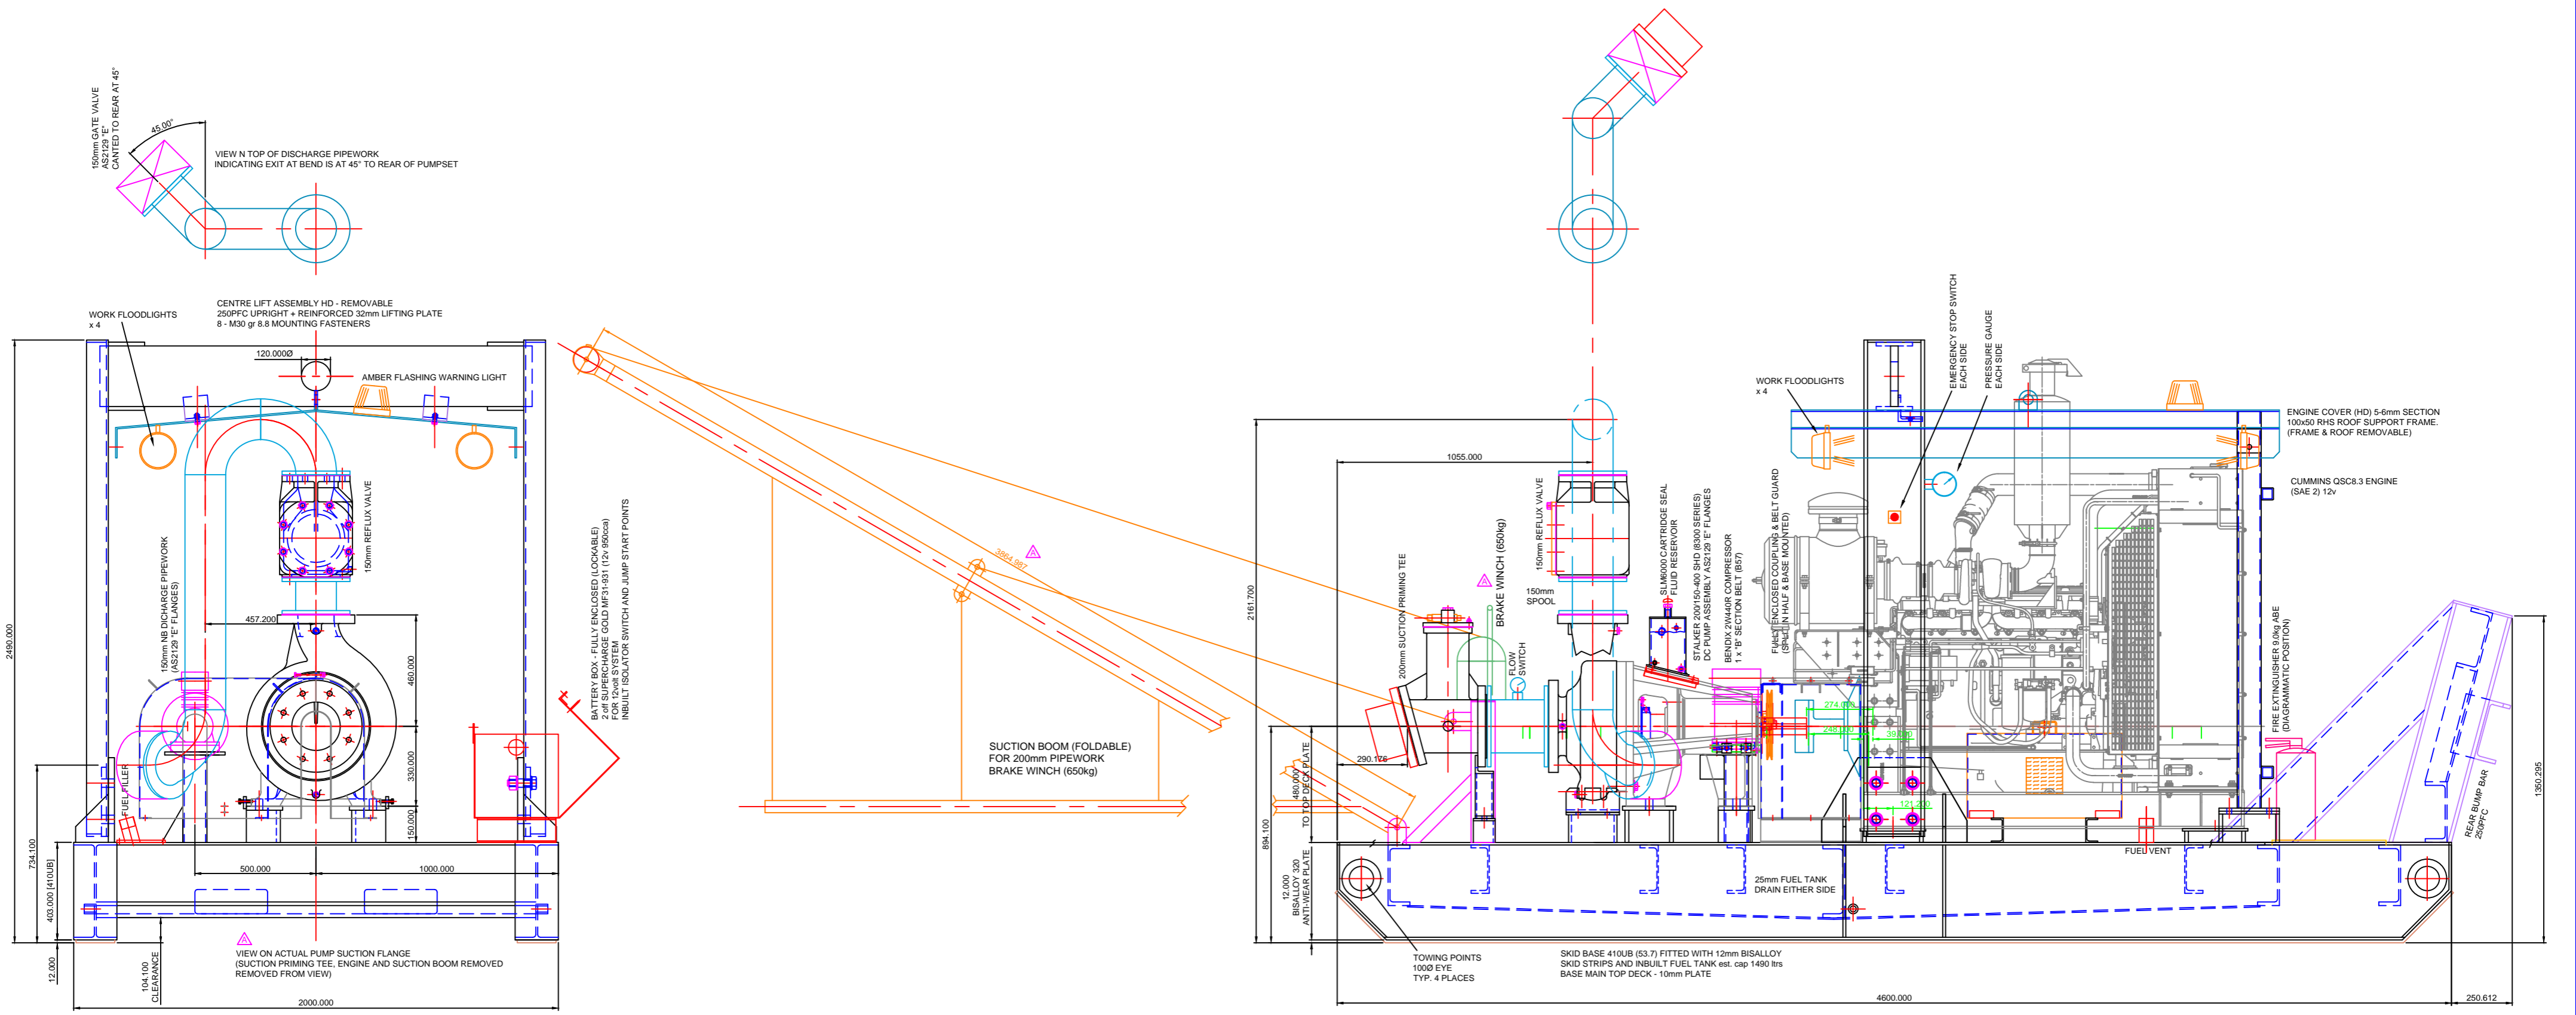 150mm GATE VALVE
AS2129 "E"
CANTED TO REAR AT 45°
45.00°
VIEW N TOP OF DISCHARGE PIPEWORK
INDICATING EXIT AT BEND IS AT 45° TO REAR OF PUMPSET
CENTRE LIFT ASSEMBLY HD - REMOVABLE
250PFC UPRIGHT + REINFORCED 32mm LIFTING PLATE
8 - M30 gr 8.8 MOUNTING FASTENERS
WORK FLOODLIGHTS
x 4
120.000Ø
AMBER FLASHING WARNING LIGHT
2490.000
150mm REFLUX VALVE
150mm NB DICHARGE PIPEWORK
(AS2129 "E" FLANGES)
457.200
460.000
330.000
150.000
FUEL FILLER
734.100
403.000 [410UB]
12.000
500.000
1000.000
104.100
CLEARANCE
2000.000
A
VIEW ON ACTUAL PUMP SUCTION FLANGE
(SUCTION PRIMING TEE, ENGINE AND SUCTION BOOM REMOVED
REMOVED FROM VIEW)
BATTERY BOX - FULLY ENCLOSED (LOCKABLE)
2 off SUPERCHARGE GOLD MF31-931 (12v 950cca)
FOR 12volt SYSTEM
INBUILT ISOLATOR SWITCH AND JUMP START POINTS
3864.987
A
SUCTION BOOM (FOLDABLE)
FOR 200mm PIPEWORK
BRAKE WINCH (650kg)
2161.700
1055.000
200mm SUCTION PRIMING TEE
A
BRAKE WINCH (650kg)
FLOW
SWITCH
150mm REFLUX VALVE
150mm
SPOOL
SLM6000 CARTRIDGE SEAL
FLUID RESERVOIR
STALKER 200/150-400 SHD (8300 SERIES)
DC PUMP ASSEMBLY AS2129 'E' FLANGES
BENDIX 2W440R COMPRESSOR
1 x "B" SECTION BELT (B57)
FULLY ENCLOSED COUPLING & BELT GUARD
(SPLIT IN HALF & BASE MOUNTED)
WORK FLOODLIGHTS
x 4
EMERGENCY STOP SWITCH
EACH SIDE
PRESSURE GAUGE
EACH SIDE
ENGINE COVER (HD) 5-6mm SECTION
100x50 RHS ROOF SUPPORT FRAME.
(FRAME & ROOF REMOVABLE)
CUMMINS QSC8.3 ENGINE
(SAE 2) 12v
FIRE EXTINGUISHER 9.0kg ABE
(DIAGRAMMATIC POSITION)
REAR BUMP BAR
250PFC
1350.295
290.176
480.000
TO TOP DECK PLATE
894.100
12.000
BISALLOY 320
ANTI-WEAR PLATE
121.200
FUEL VENT
25mm FUEL TANK
DRAIN EITHER SIDE
TOWING POINTS
100Ø EYE
TYP. 4 PLACES
SKID BASE 410UB (53.7) FITTED WITH 12mm BISALLOY
SKID STRIPS AND INBUILT FUEL TANK est. cap 1490 ltrs
BASE MAIN TOP DECK - 10mm PLATE
4600.000
250.612